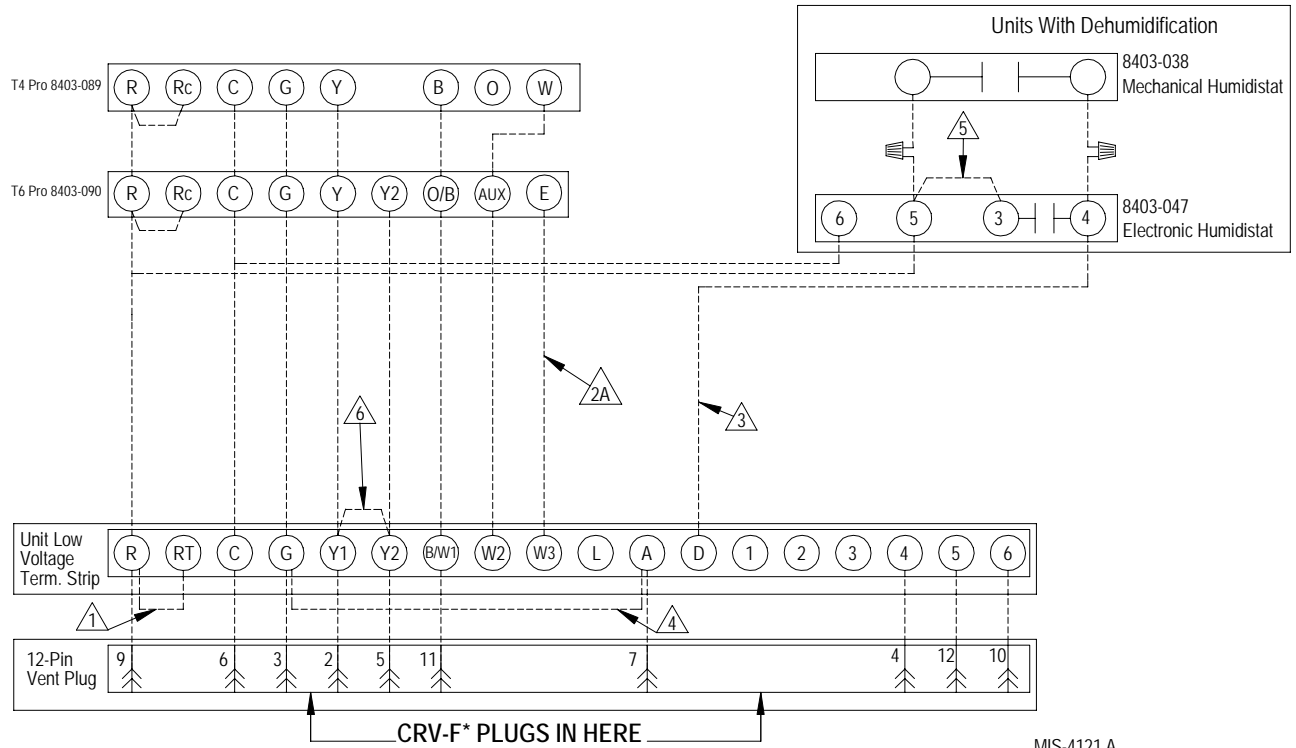 Units With Dehumidification
8403-038
Mechanical Humidistat
T4 Pro 8403-089
R Rc C G Y B O W
5
T6 Pro 8403-090
R Rc C G Y Y2 O/B AUX E
6 5 3 4
8403-047
Electronic Humidistat
2A
6
3
Unit Low
Voltage
Term. Strip
R RT C G Y1 Y2 B/W1 W2 W3 L A D 1 2 3 4 5 6
1
4
12-Pin
Vent Plug
9 6 3 2 5 11 7 4 12 10
CRV-F* PLUGS IN HERE
MIS-4121 A